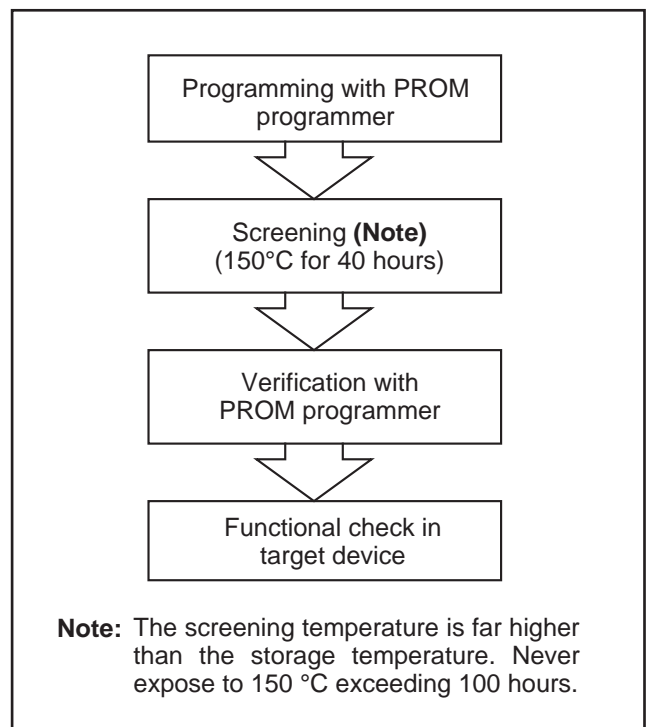 Programming with PROM
programmer
Screening (Note)
(150°C for 40 hours)
Verification with
PROM programmer
Functional check in
target device
Note: The screening temperature is far higher
than the storage temperature. Never
expose to 150 °C exceeding 100 hours.